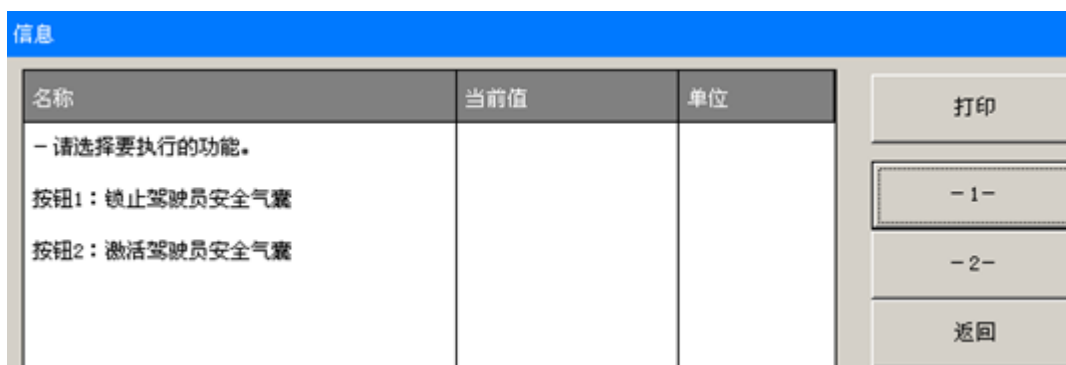 信息
名称 当前值 单位
－请选择要执行的功能。
按钮1：锁止驾驶员安全气囊
按钮2：激活驾驶员安全气囊
打印
－1－
－2－
返回